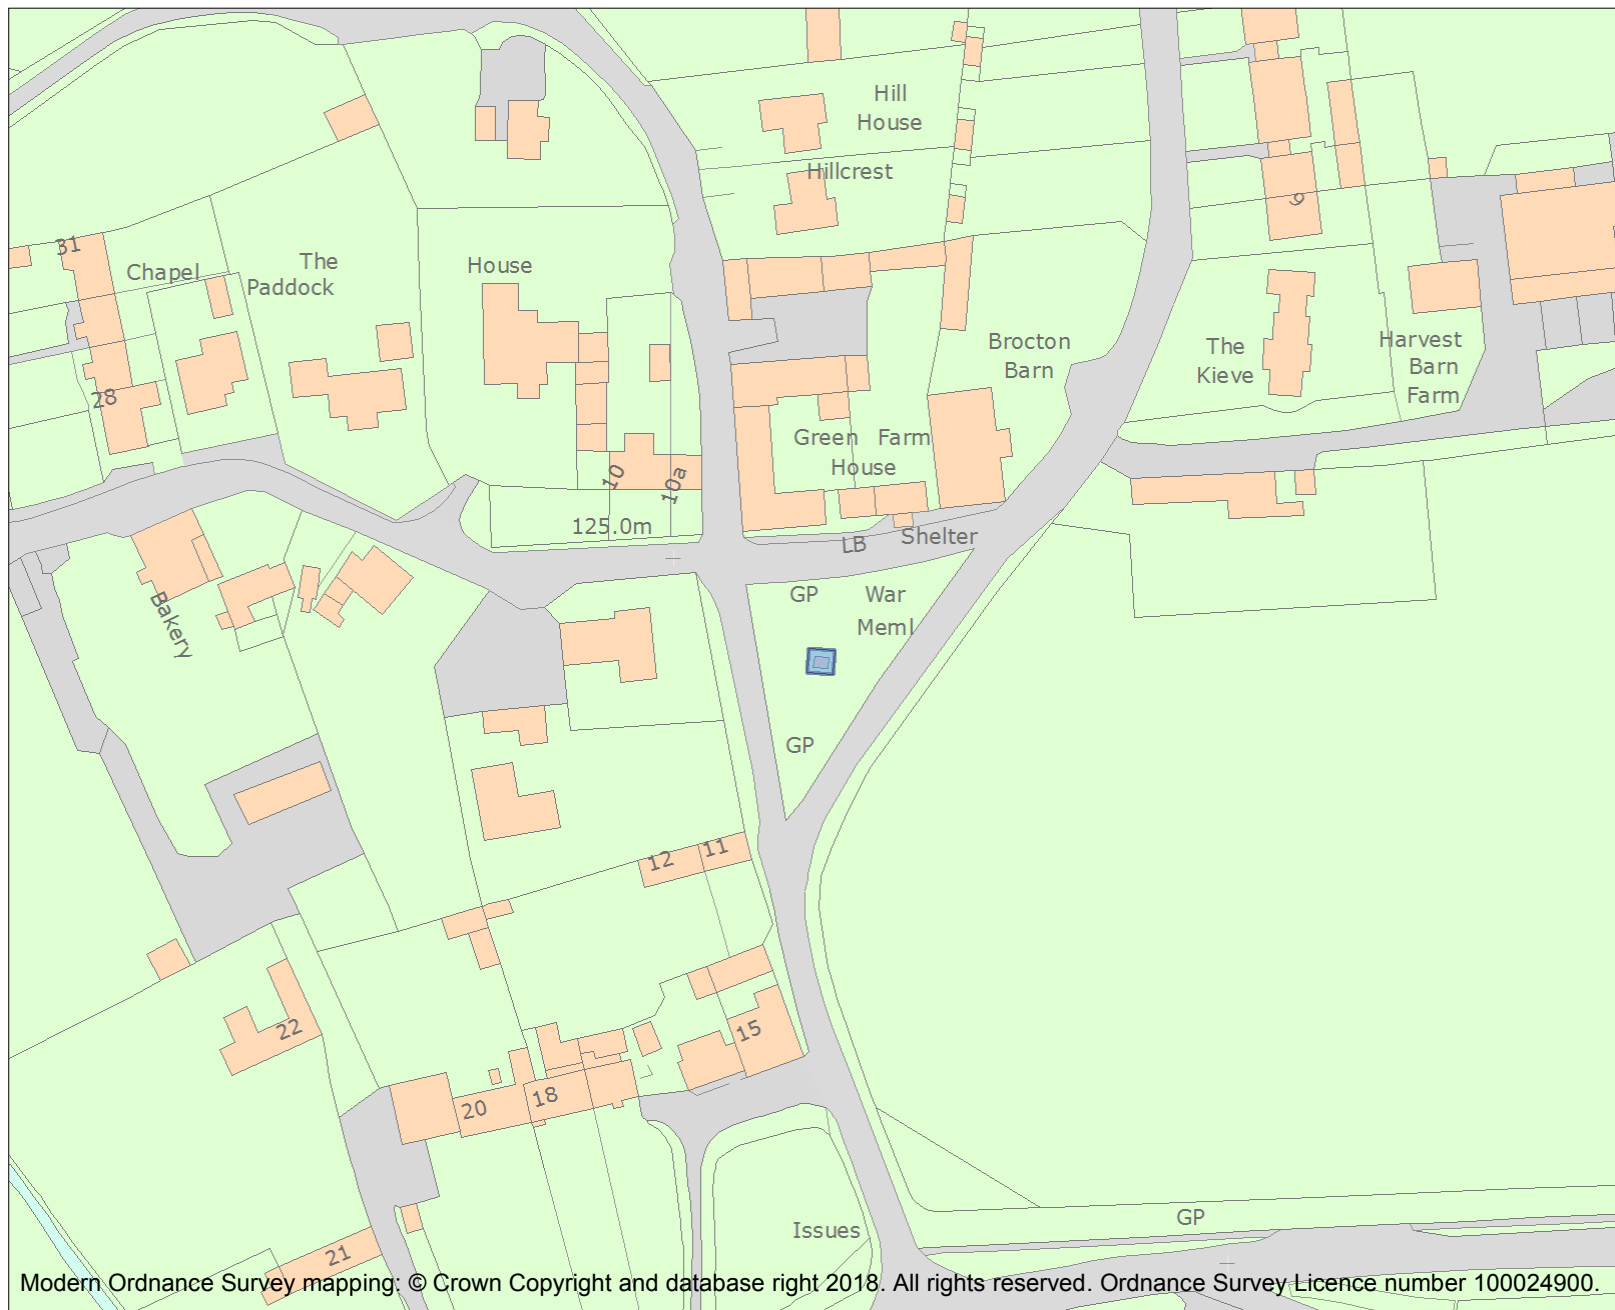 Hill
House
Hillcrest
9
31
Chapel
The
Paddock
House
Brocton
Barn
The
Kieve
Harvest
Barn
Farm
28
Green Farm
House
10
10a
125.0m
LB
Shelter
GP
War
Meml
Bakery
GP
12
11
22
15
20
18
Issues
GP
21
Modern Ordnance Survey mapping: © Crown Copyright and database right 2018. All rights reserved. Ordnance Survey Licence number 100024900.